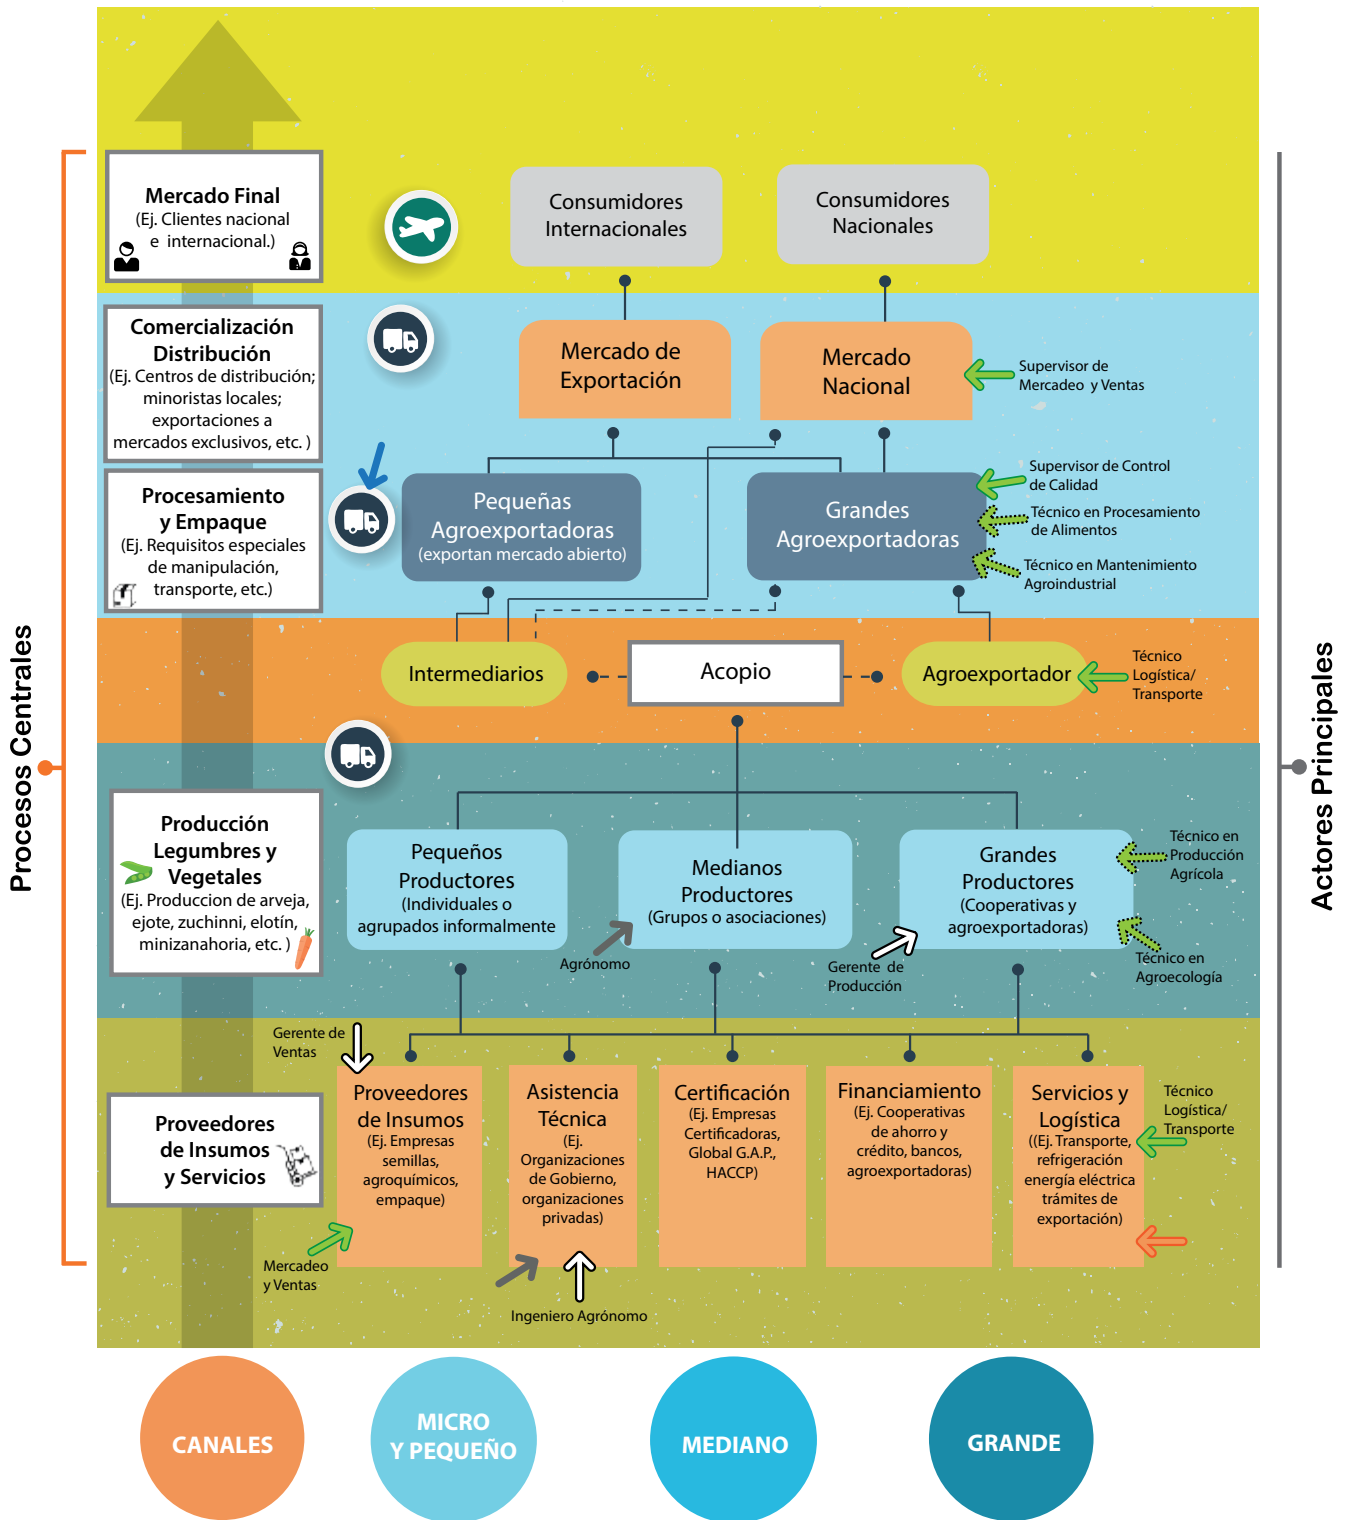 Procesos Centrales
Actores Principales
Mercado Final
(Ej. Clientes nacional
e internacional.)
Consumidores
Internacionales
Consumidores
Nacionales
Comercialización
Distribución
(Ej. Centros de distribución;
minoristas locales;
exportaciones a
mercados exclusivos, etc. )
Mercado de
Exportación
Mercado
Nacional
Supervisor de
Mercadeo y Ventas
Procesamiento
y Empaque
(Ej. Requisitos especiales
de manipulación,
transporte, etc.)
Pequeñas
Agroexportadoras
(exportan mercado abierto)
Grandes
Agroexportadoras
Supervisor de Control
de Calidad
Técnico en Procesamiento
de Alimentos
Técnico en Mantenimiento
Agroindustrial
Intermediarios
Acopio
Agroexportador
Técnico
Logística/
Transporte
Producción
Legumbres y
Vegetales
(Ej. Produccion de arveja,
ejote, zuchinni, elotín,
minizanahoria, etc. )
Pequeños
Productores
(Individuales o
agrupados informalmente
Medianos
Productores
(Grupos o asociaciones)
Grandes
Productores
(Cooperativas y
agroexportadoras)
Técnico en
Producción
Agrícola
Agrónomo
Gerente de
Producción
Técnico en
Agroecología
Gerente de
Ventas
Proveedores
de Insumos
y Servicios
Proveedores
de Insumos
(Ej. Empresas
semillas,
agroquímicos,
empaque)
Asistencia
Técnica
(Ej.
Organizaciones
de Gobierno,
organizaciones
privadas)
Certificación
(Ej. Empresas
Certificadoras,
Global G.A.P.,
HACCP)
Financiamiento
(Ej. Cooperativas
de ahorro y
crédito, bancos,
agroexportadoras)
Servicios y
Logística
((Ej. Transporte,
refrigeración
energía eléctrica
trámites de
exportación)
Técnico
Logística/
Transporte
Mercadeo
y Ventas
Ingeniero Agrónomo
CANALES
MICRO
Y PEQUEÑO
MEDIANO
GRANDE